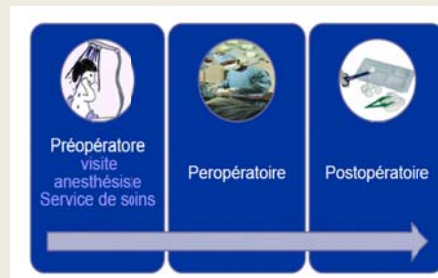 Préopératore
visite
anesthésise
Service de soins
Peropératoire
Postopératoire